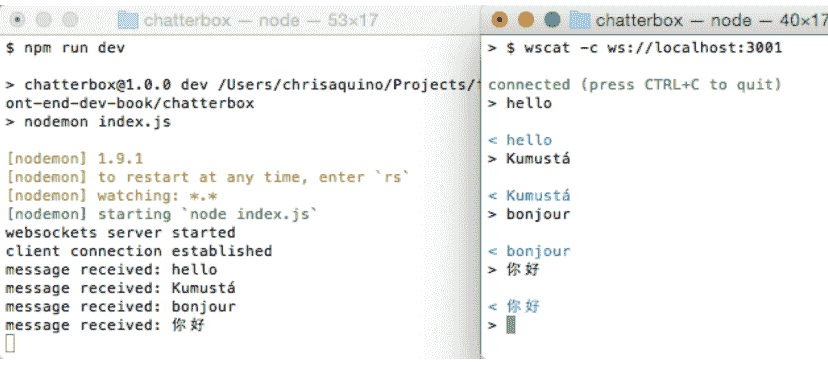 chatterbox — node — 53×17
$ npm run dev
> chatterbox@1.0.0 dev /Users/chrisaquino/Projects/
ont-end-dev-book/chatterbox
> nodemon index.js
[nodemon] 1.9.1
[nodemon] to restart at any time, enter `rs`
[nodemon] watching: *.*
[nodemon] starting `node index.js`
websockets server started
client connection established
message received: hello
message received: Kumustá
message received: bonjour
message received: 你好
chatterbox — node — 40×17
> $ wscat -c ws://localhost:3001
connected (press CTRL+C to quit)
> hello
< hello
> Kumustá
< Kumustá
> bonjour
< bonjour
> 你好
< 你好
>